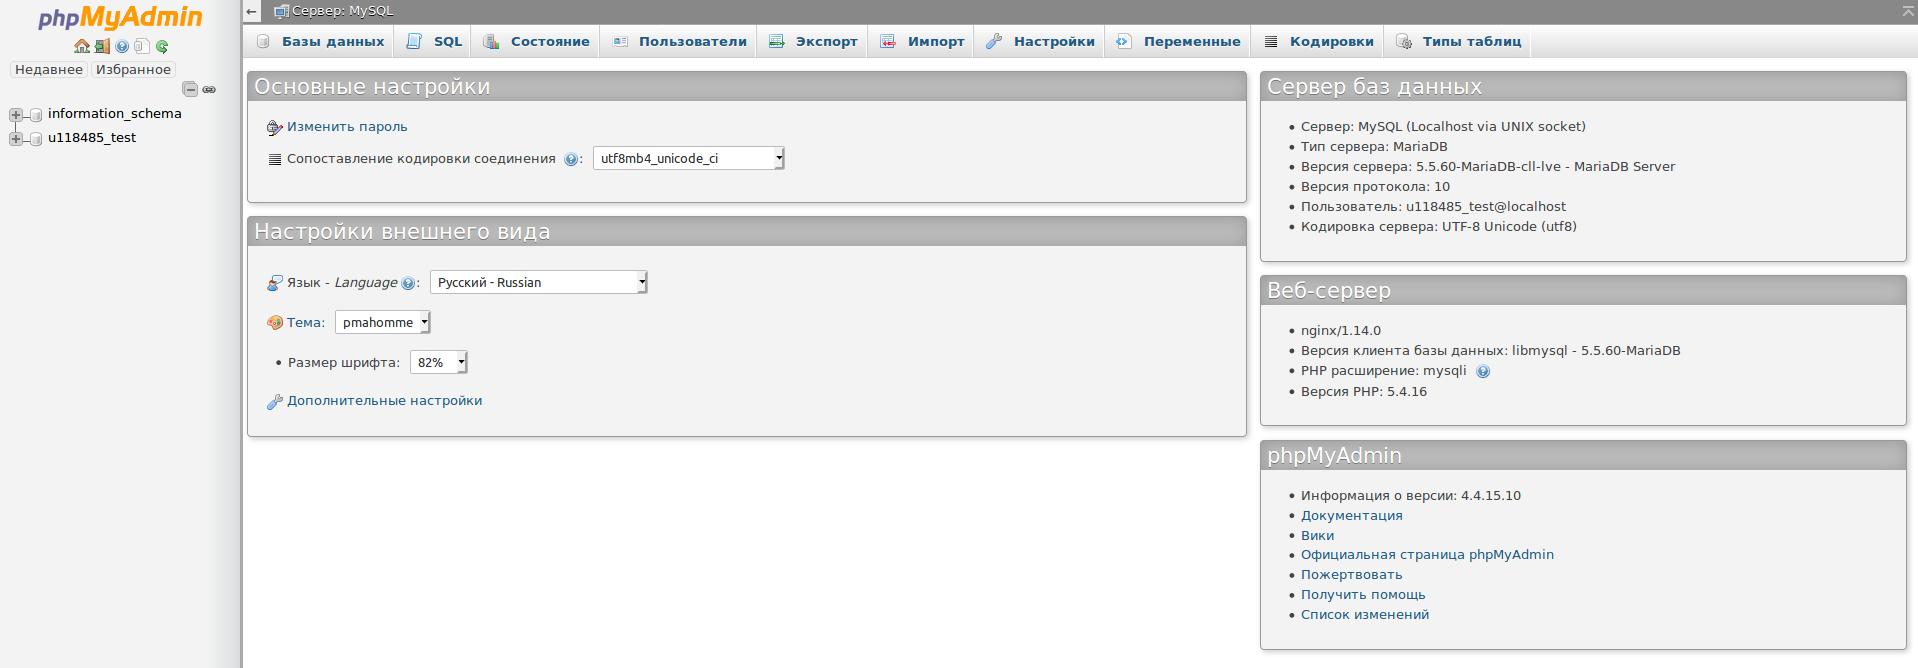 phpMyAdmin
Недавнее Избранное
information_schema
u118485_test
← Сервер: MySQL
Базы данных SQL Состояние Пользователи Экспорт Импорт Настройки Переменные Кодировки Типы таблиц
Основные настройки
Изменить пароль
Сопоставление кодировки соединения : utf8mb4_unicode_ci
Настройки внешнего вида
Язык - Language : Русский - Russian
Тема: pmahomme
• Размер шрифта: 82%
Дополнительные настройки
Сервер баз данных
• Сервер: MySQL (Localhost via UNIX socket)
• Тип сервера: MariaDB
• Версия сервера: 5.5.60-MariaDB-cll-lve - MariaDB Server
• Версия протокола: 10
• Пользователь: u118485_test@localhost
• Кодировка сервера: UTF-8 Unicode (utf8)
Веб-сервер
• nginx/1.14.0
• Версия клиента базы данных: libmysql - 5.5.60-MariaDB
• PHP расширение: mysqli
• Версия PHP: 5.4.16
phpMyAdmin
• Информация о версии: 4.4.15.10
• Документация
• Вики
• Официальная страница phpMyAdmin
• Пожертвовать
• Получить помощь
• Список изменений